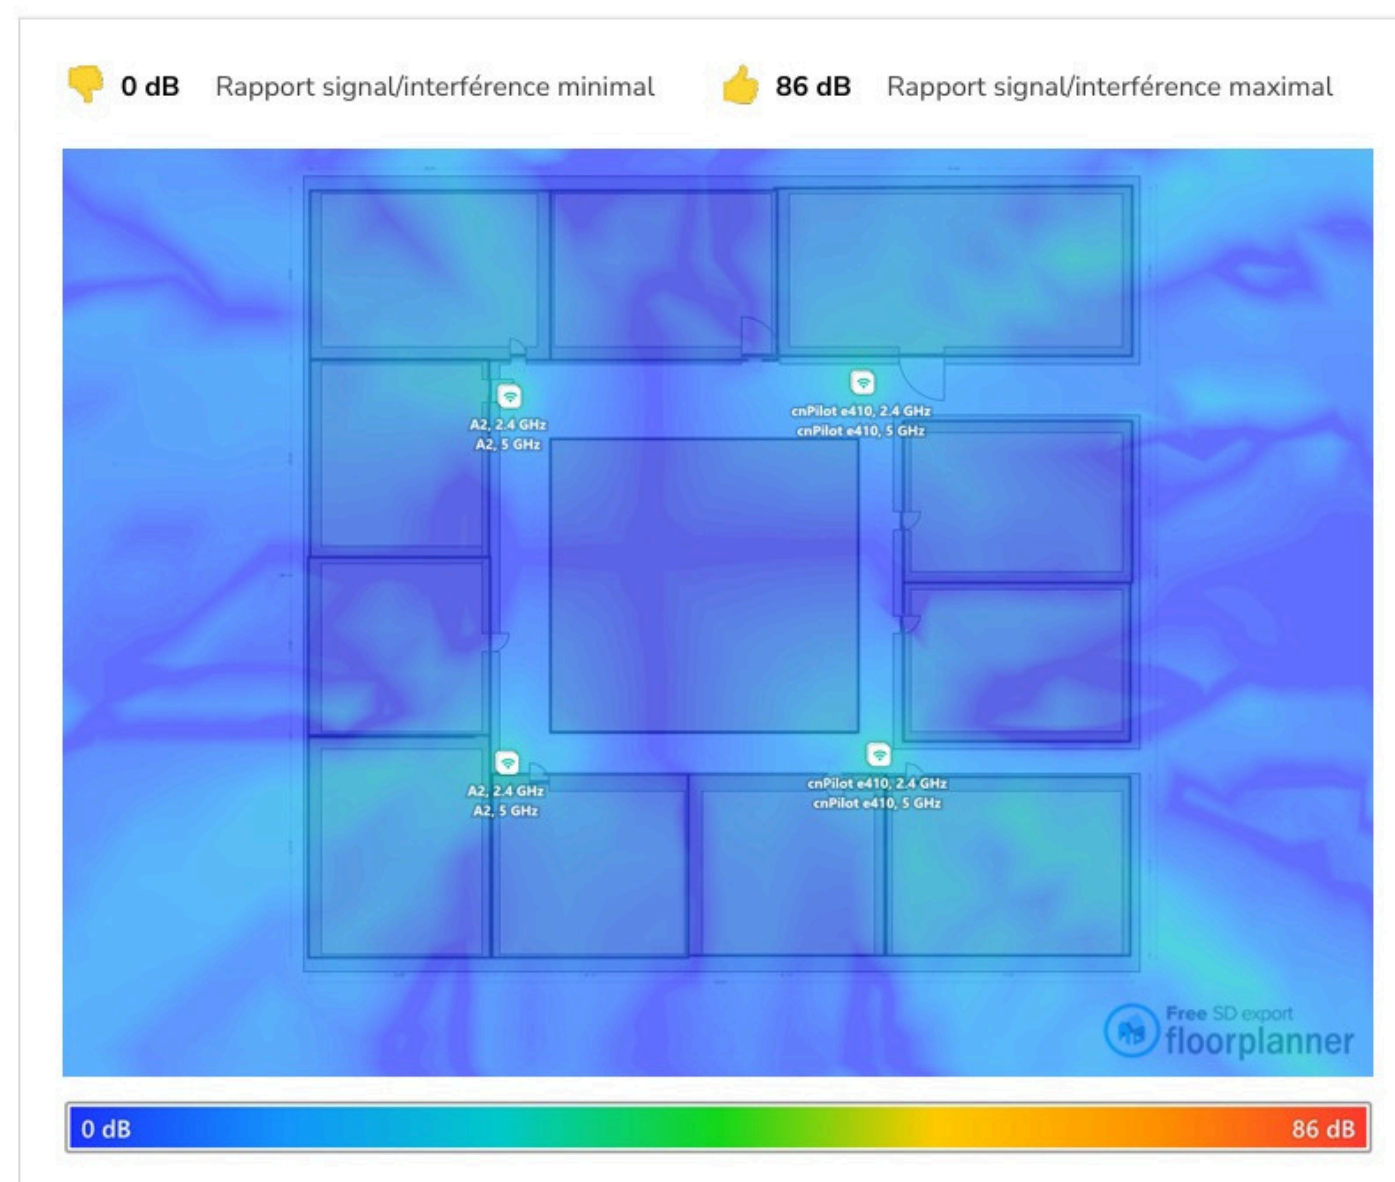 0 dB Rapport signal/interférence minimal 86 dB Rapport signal/interférence maximal
A2, 2.4 GHz
A2, 5 GHz
cnPilot e410, 2.4 GHz
cnPilot e410, 5 GHz
A2, 2.4 GHz
A2, 5 GHz
cnPilot e410, 2.4 GHz
cnPilot e410, 5 GHz
Free SD export
floorplanner
0 dB 86 dB